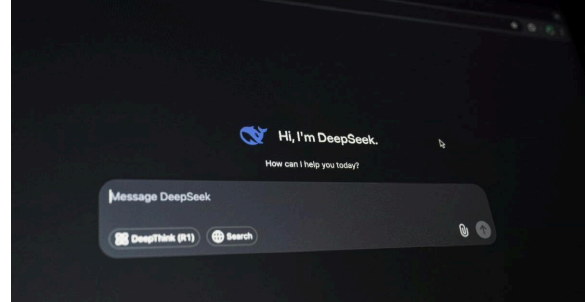 Hi, I'm DeepSeek.
How can I help you today?
Message DeepSeek
DeepThink (R1)
Search